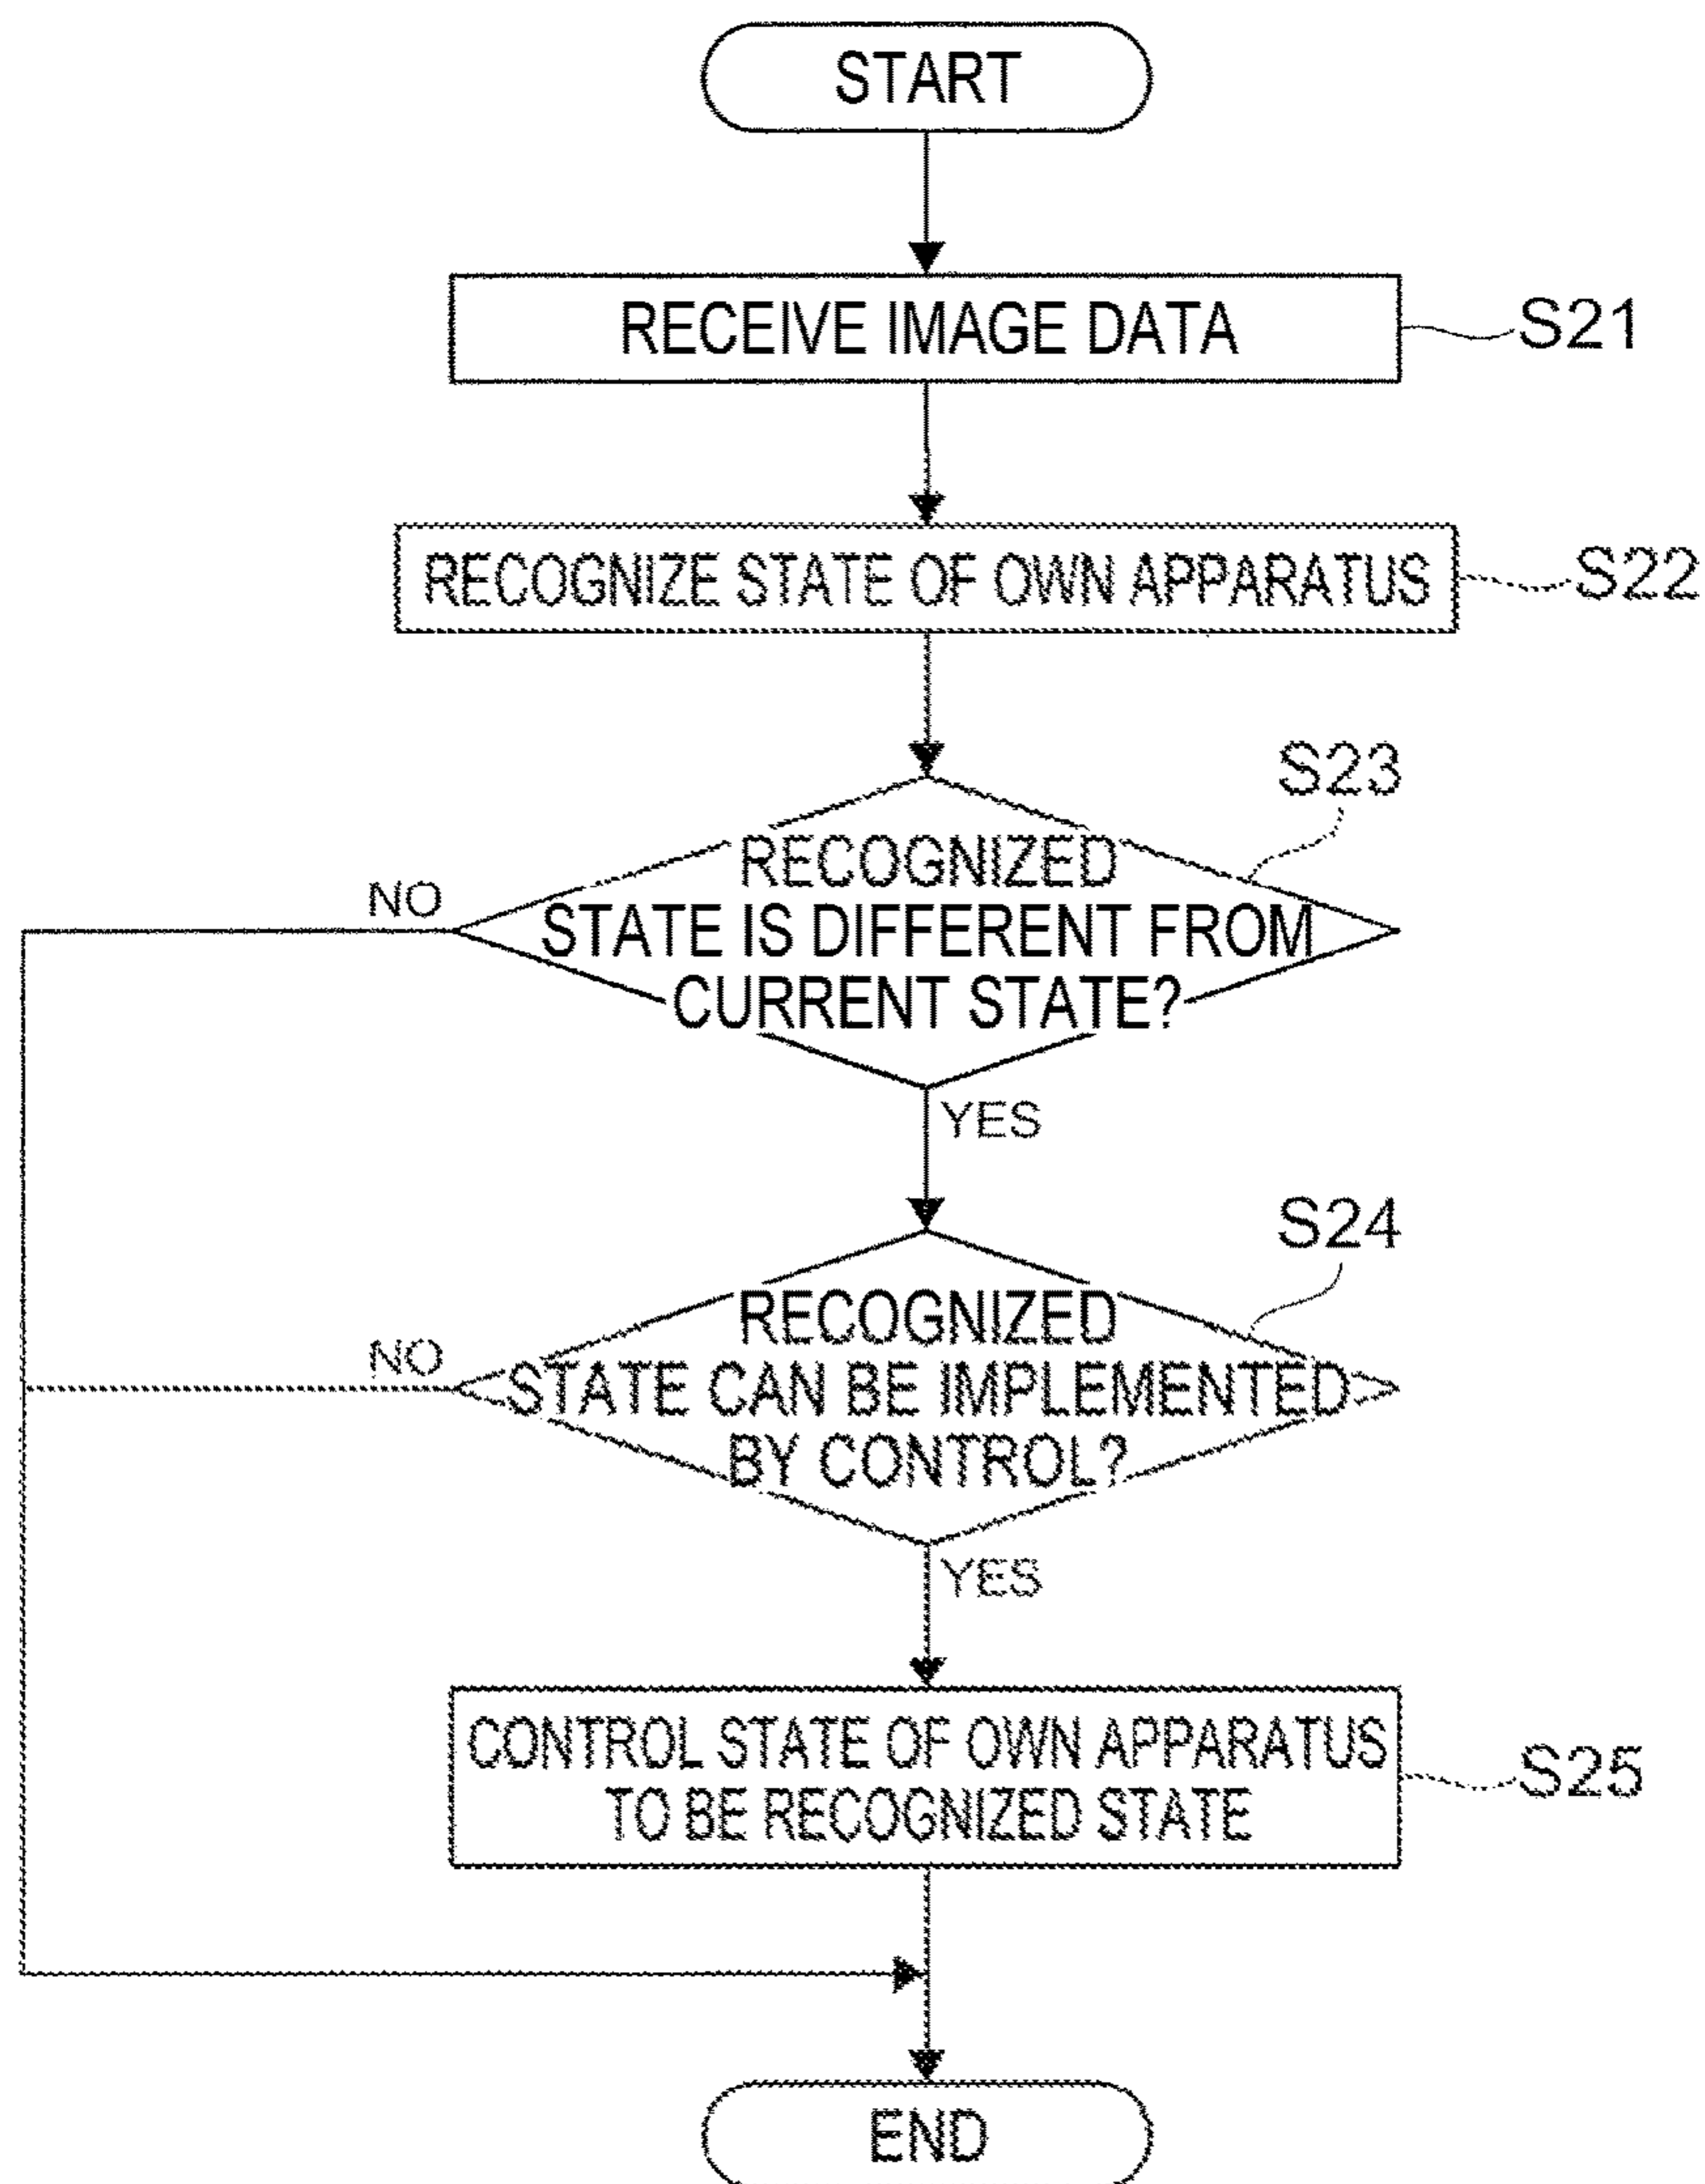 START
RECEIVE IMAGE DATA
S21
RECOGNIZE STATE OF OWN APPARATUS
S22
S23
RECOGNIZED
STATE IS DIFFERENT FROM
CURRENT STATE?
NO
YES
S24
RECOGNIZED
STATE CAN BE IMPLEMENTED
BY CONTROL?
NO
YES
CONTROL STATE OF OWN APPARATUS
TO BE RECOGNIZED STATE
S25
END